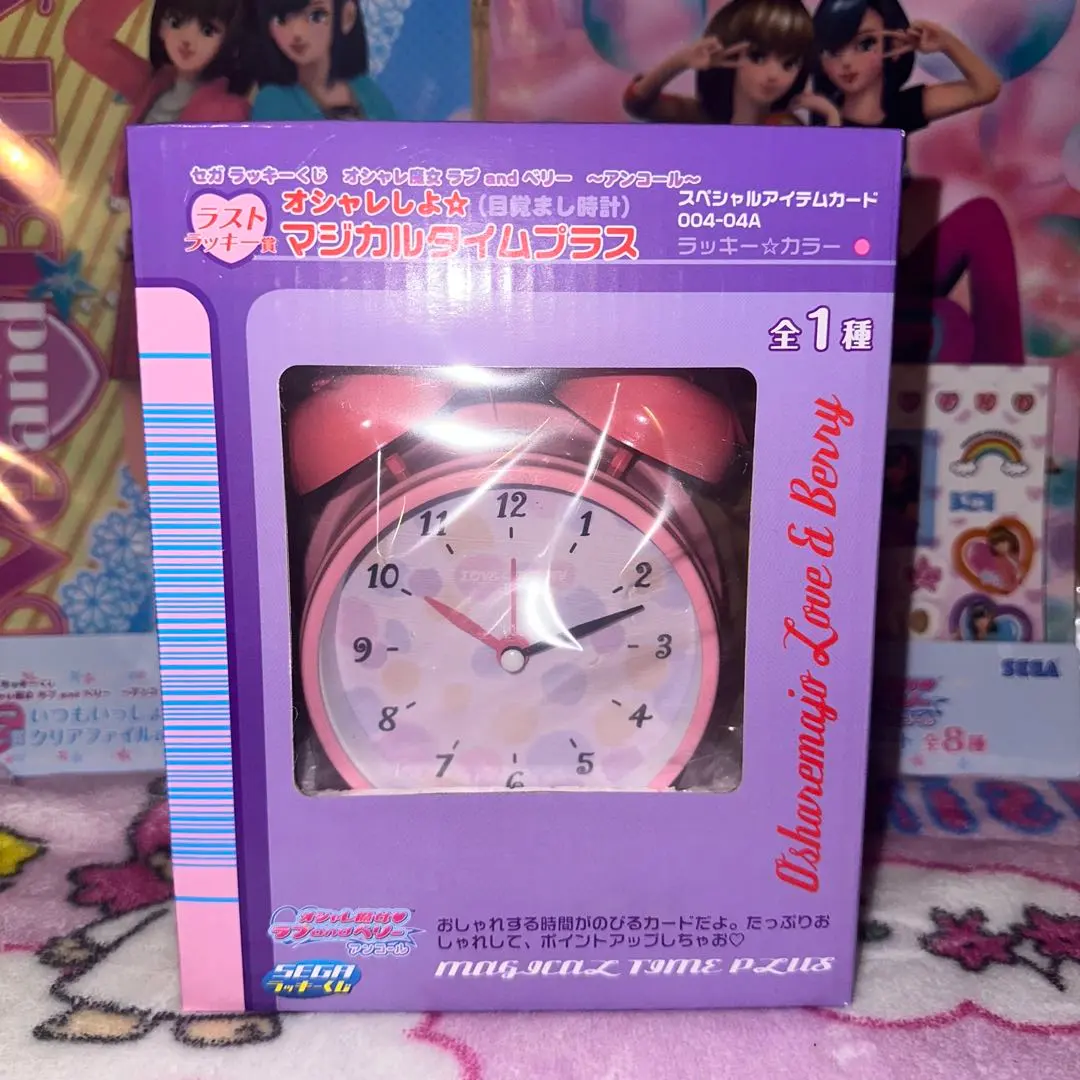 セガ ラッキーくじ オシャレ魔女 ラブ and ベリー ～アンコール～
ラスト
ラッキー賞
オシャレしよ☆(目覚まし時計)
マジカルタイムプラス
スペシャルアイテムカード
004-04A
ラッキー☆カラー
全1種
12
11
1
10
2
9
3
8
4
7
5
6
Osharemajo Love & Berry
and
いつもいっしょ
クリアファイル
SEGA
全8種
オシャレ魔女♥
ラブ and ベリー
アンコール
SEGA
ラッキーくじ
おしゃれする時間がのびるカードだよ。たっぷりお
しゃれして、ポイントアップしちゃお♡
MAGICAL TIME PLUS